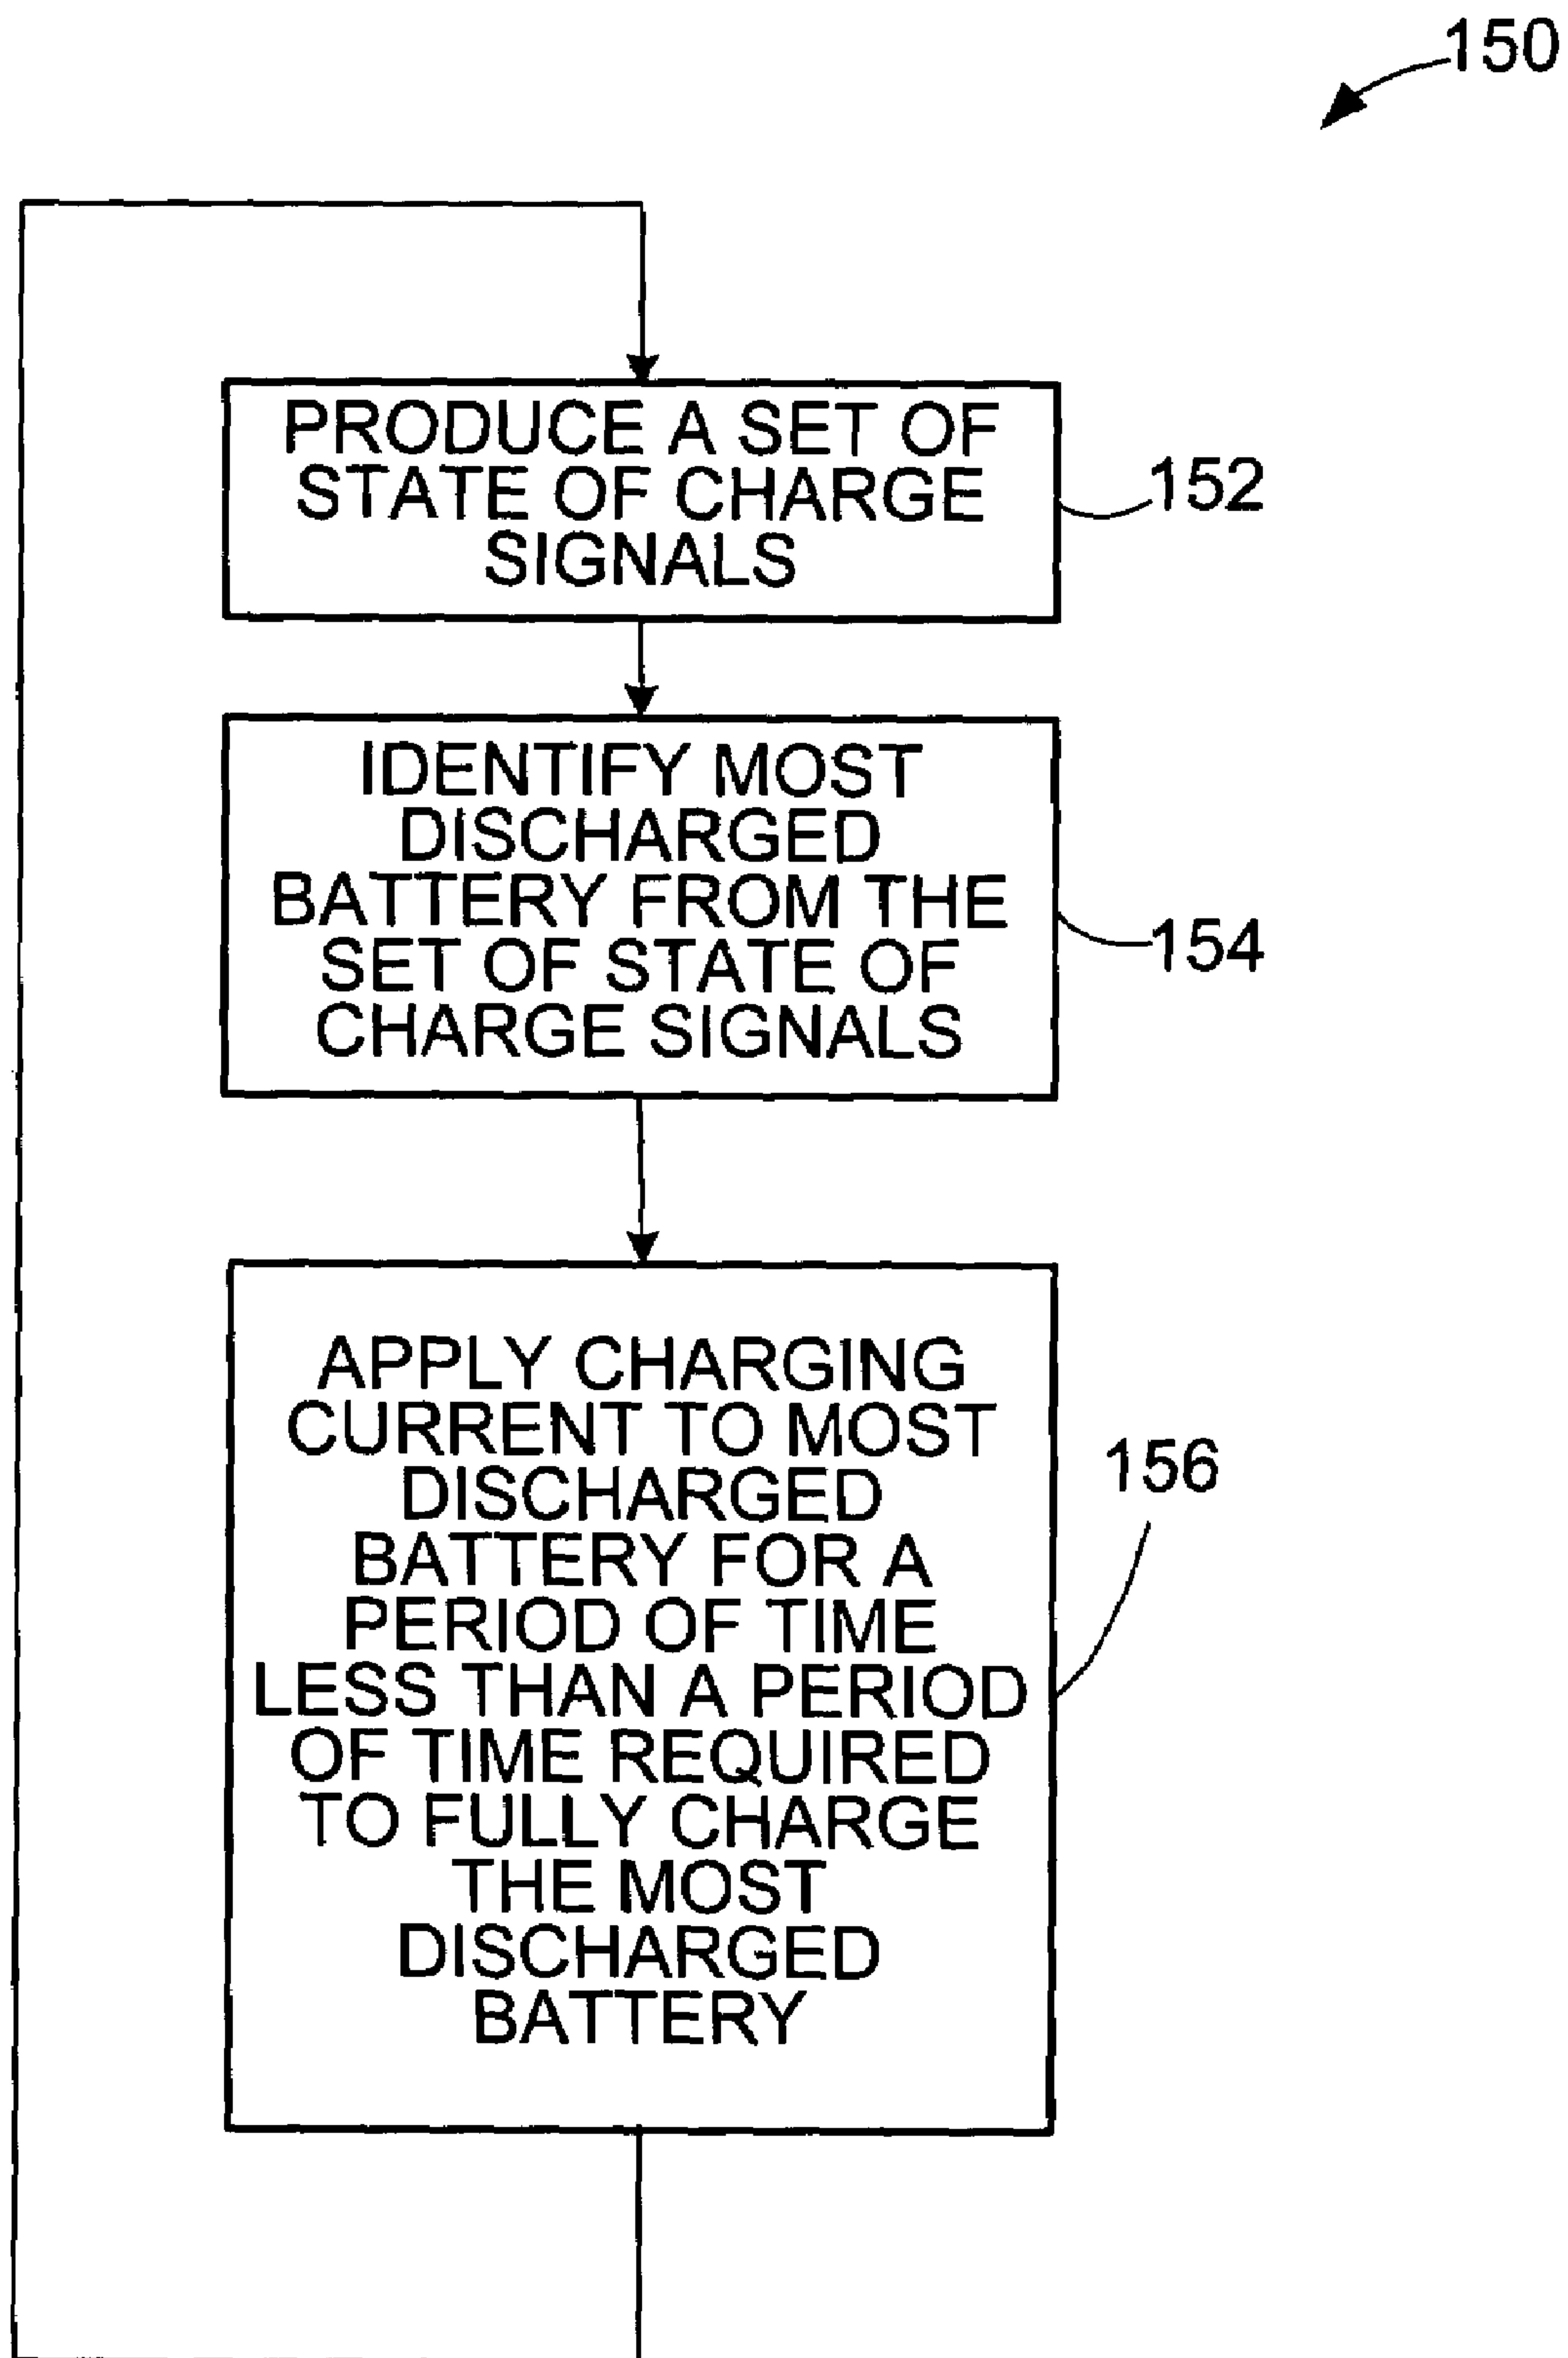 150
PRODUCE A SET OF
STATE OF CHARGE
SIGNALS
152
IDENTIFY MOST
DISCHARGED
BATTERY FROM THE
SET OF STATE OF
CHARGE SIGNALS
154
APPLY CHARGING
CURRENT TO MOST
DISCHARGED
BATTERY FOR A
PERIOD OF TIME
LESS THAN A PERIOD
OF TIME REQUIRED
TO FULLY CHARGE
THE MOST
DISCHARGED
BATTERY
156